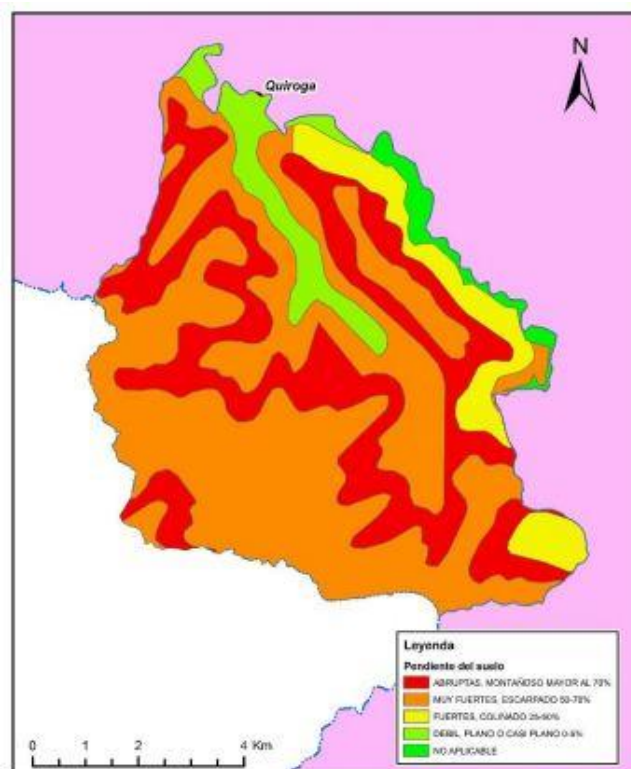 N
Quiroga
Leyenda
Pendiente del suelo
ABRUPTAS, MONTAÑOSO MAYOR AL 70%
MUY FUERTES, ESCARPADO 50-70%
FUERTES, COLINADO 25-50%
DEBIL, PLANO O CASI PLANO 0-5%
NO APLICABLE
0 1 2 4 Km